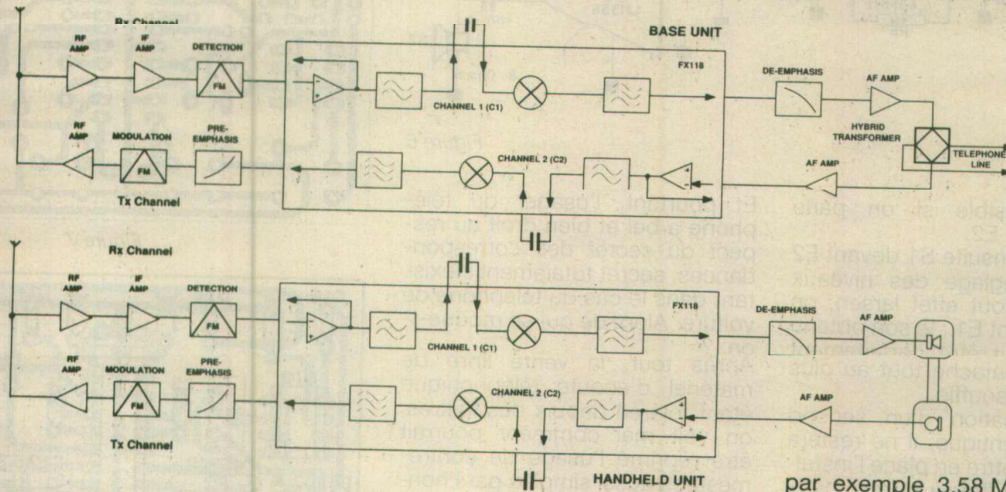 Rx Channel
BASE UNIT
RF
AMP
IF
AMP
DETECTION
FM
FX118
DE-EMPHASIS
AF AMP
CHANNEL 1 (C1)
HYBRID
TRANSFORMER
RF
AMP
MODULATION
FM
PRE-
EMPHASIS
CHANNEL 2 (C2)
AF AMP
TELEPHONE
LINE
Tx Channel
Rx Channel
RF
AMP
IF
AMP
DETECTION
FM
FX118
DE-EMPHASIS
AF AMP
CHANNEL 1 (C1)
RF
AMP
MODULATION
FM
PRE-
EMPHASIS
CHANNEL 2 (C2)
AF AMP
Tx Channel
HANDHELD UNIT
par exemple 3,58 M